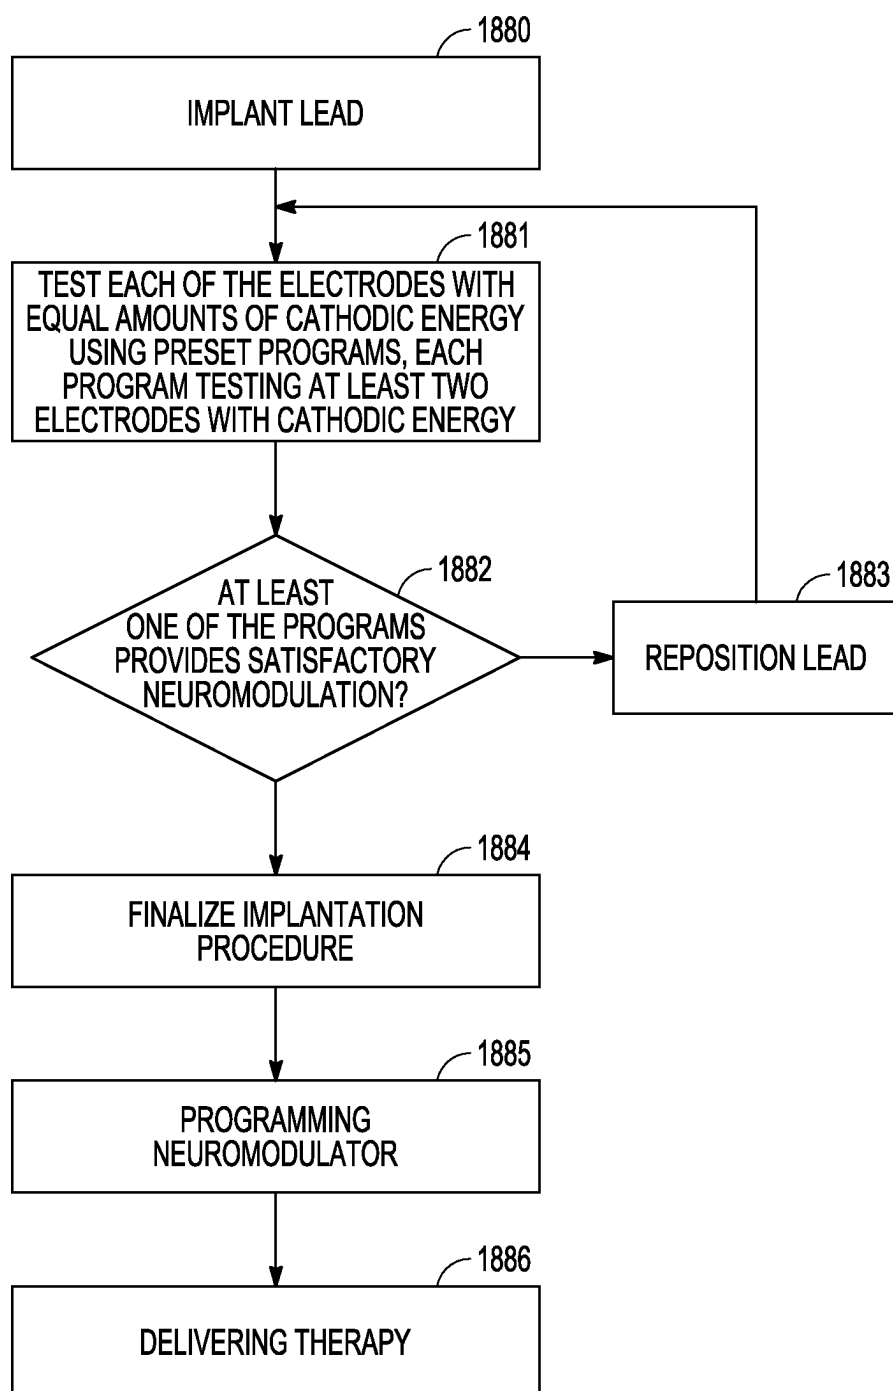 1880
IMPLANT LEAD
1881
TEST EACH OF THE ELECTRODES WITH
EQUAL AMOUNTS OF CATHODIC ENERGY
USING PRESET PROGRAMS, EACH
PROGRAM TESTING AT LEAST TWO
ELECTRODES WITH CATHODIC ENERGY
1882
AT LEAST
ONE OF THE PROGRAMS
PROVIDES SATISFACTORY
NEUROMODULATION?
1883
REPOSITION LEAD
1884
FINALIZE IMPLANTATION
PROCEDURE
1885
PROGRAMMING
NEUROMODULATOR
1886
DELIVERING THERAPY